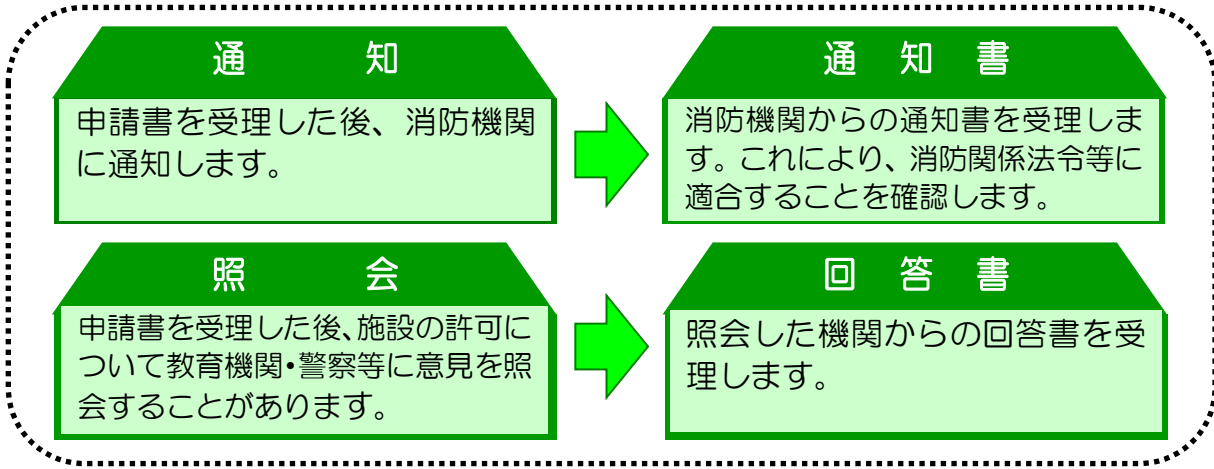 通知
申請書を受理した後、消防機関
に通知します。
通知書
消防機関からの通知書を受理しま
す。これにより、消防関係法令等に
適合することを確認します。
照会
申請書を受理した後、施設の許可に
ついて教育機関・警察等に意見を照
会することがあります。
回答書
照会した機関からの回答書を受
理します。